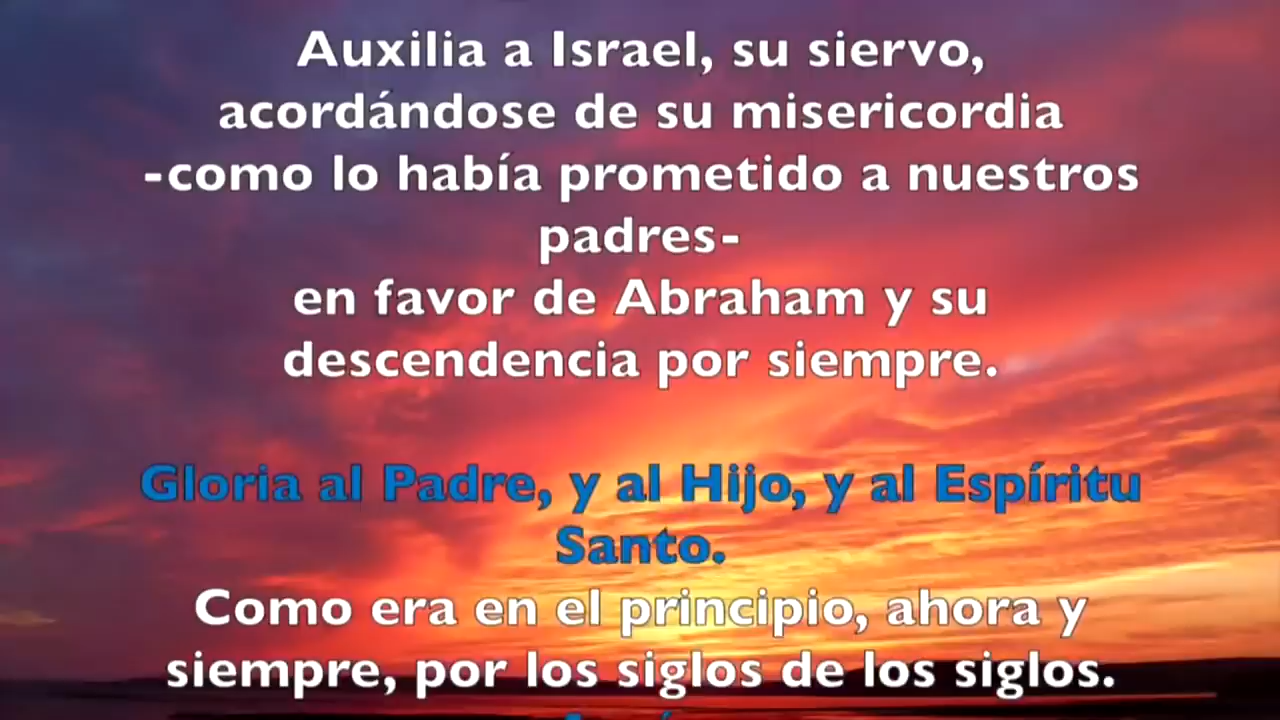 Auxilia a Israel, su siervo,
acordándose de su misericordia
-como lo había prometido a nuestros
padres-
en favor de Abraham y su
descendencia por siempre.
Gloria al Padre, y al Hijo, y al Espíritu
Santo.
Como era en el principio, ahora y
siempre, por los siglos de los siglos.